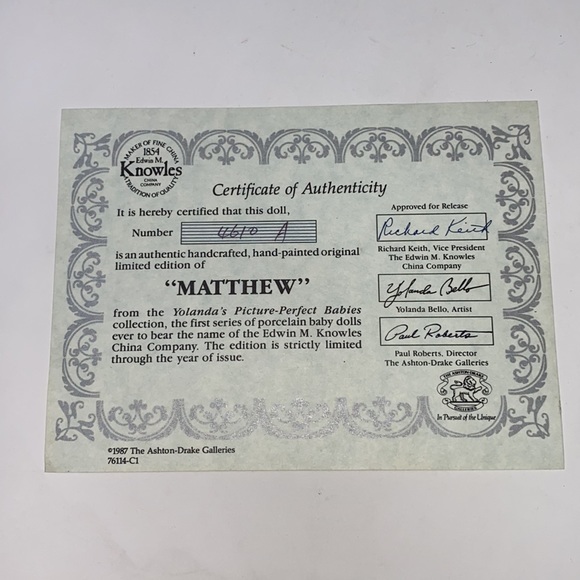 MAKER OF FINE CHINA
1854
Edwin M.
Knowles
CHINA
COMPANY
TRADITION OF QUALITY
Certificate of Authenticity
It is hereby certified that this doll,
Number 4610 A
is an authentic handcrafted, hand-painted original
limited edition of
"MATTHEW"
from the Yolanda's Picture-Perfect Babies
collection, the first series of porcelain baby dolls
ever to bear the name of the Edwin M. Knowles
China Company. The edition is strictly limited
through the year of issue.
Approved for Release
Richard Keith
Richard Keith, Vice President
The Edwin M. Knowles
China Company
Yolanda Bello
Yolanda Bello, Artist
Paul Roberts
Paul Roberts, Director
The Ashton-Drake Galleries
THE ASHTON-DRAKE
GALLERIES
In Pursuit of the Unique
©1987 The Ashton-Drake Galleries
76114-C1